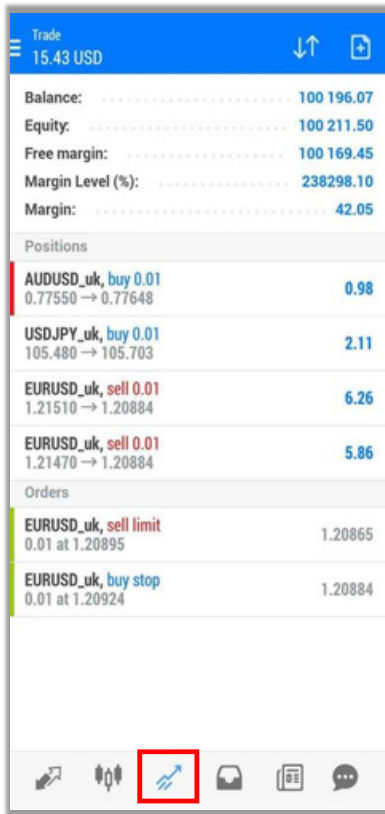 Trade
15.43 USD
Balance: 100 196.07
Equity: 100 211.50
Free margin: 100 169.45
Margin Level (%): 238298.10
Margin: 42.05
Positions
AUDUSD_uk, buy 0.01
0.77550 → 0.77648 0.98
USDJPY_uk, buy 0.01
105.480 → 105.703 2.11
EURUSD_uk, sell 0.01
1.21510 → 1.20884 6.26
EURUSD_uk, sell 0.01
1.21470 → 1.20884 5.86
Orders
EURUSD_uk, sell limit
0.01 at 1.20895 1.20865
EURUSD_uk, buy stop
0.01 at 1.20924 1.20884